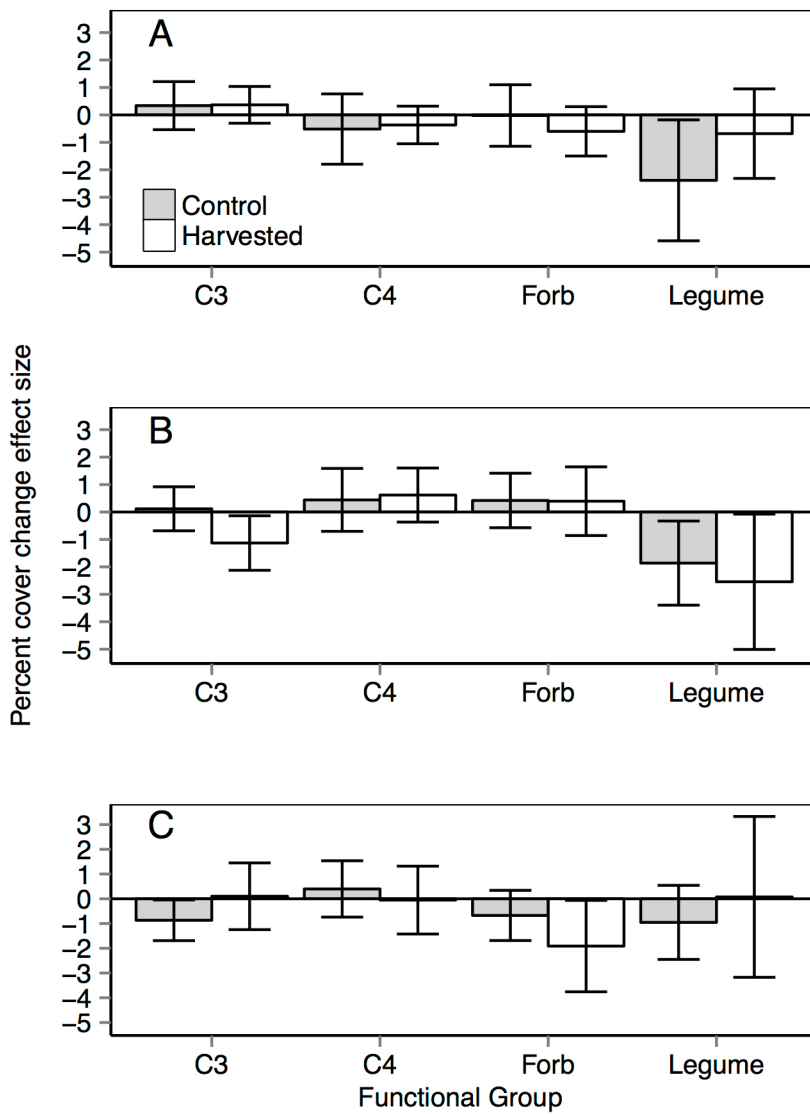 Percent cover change effect size
A
3
2
1
0
−1
−2
−3
−4
−5
Control
Harvested
C3 C4 Forb Legume
B
3
2
1
0
−1
−2
−3
−4
−5
C3 C4 Forb Legume
C
3
2
1
0
−1
−2
−3
−4
−5
C3 C4 Forb Legume
Functional Group